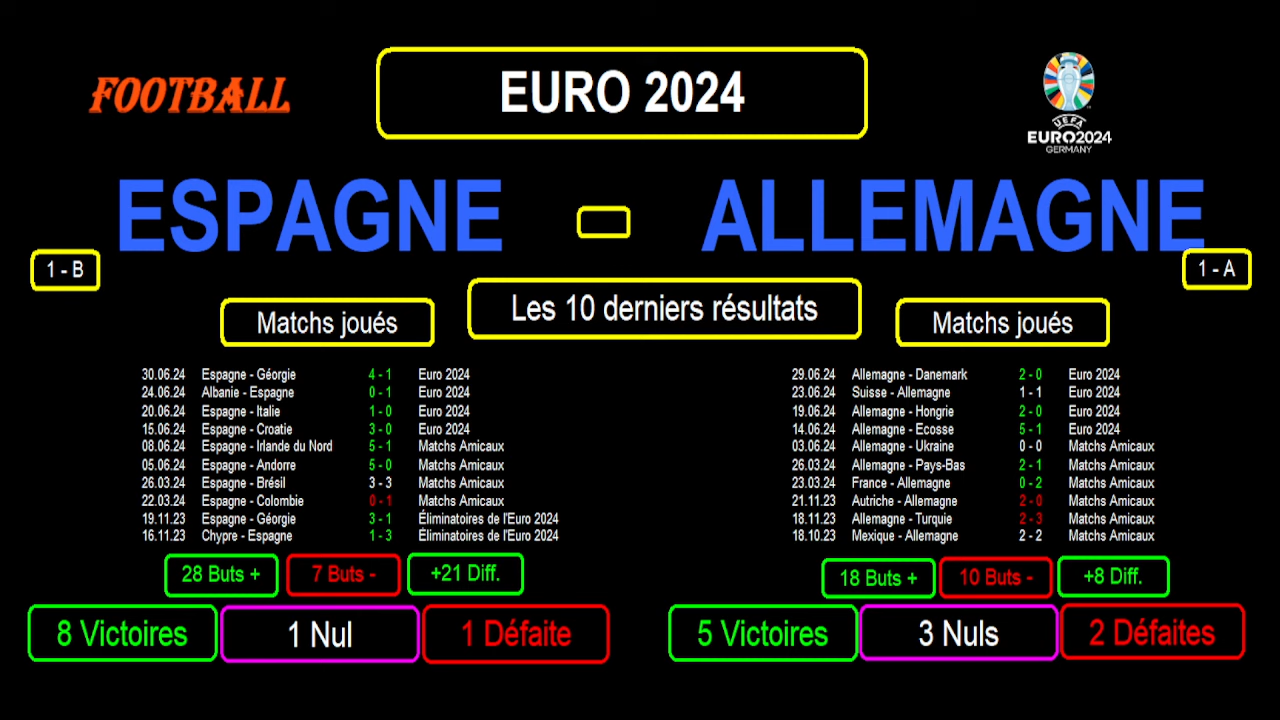 FOOTBALL
EURO 2024
UEFA
EURO2024
GERMANY
ESPAGNE
ALLEMAGNE
1 - B
1 - A
Les 10 derniers résultats
Matchs joués
Matchs joués
30.06.24 Espagne - Géorgie 4 - 1 Euro 2024
24.06.24 Albanie - Espagne 0 - 1 Euro 2024
20.06.24 Espagne - Italie 1 - 0 Euro 2024
15.06.24 Espagne - Croatie 3 - 0 Euro 2024
08.06.24 Espagne - Irlande du Nord 5 - 1 Matchs Amicaux
05.06.24 Espagne - Andorre 5 - 0 Matchs Amicaux
26.03.24 Espagne - Brésil 3 - 3 Matchs Amicaux
22.03.24 Espagne - Colombie 0 - 1 Matchs Amicaux
19.11.23 Espagne - Géorgie 3 - 1 Éliminatoires de l'Euro 2024
16.11.23 Chypre - Espagne 1 - 3 Éliminatoires de l'Euro 2024
29.06.24 Allemagne - Danemark 2 - 0 Euro 2024
23.06.24 Suisse - Allemagne 1 - 1 Euro 2024
19.06.24 Allemagne - Hongrie 2 - 0 Euro 2024
14.06.24 Allemagne - Ecosse 5 - 1 Euro 2024
03.06.24 Allemagne - Ukraine 0 - 0 Matchs Amicaux
26.03.24 Allemagne - Pays-Bas 2 - 1 Matchs Amicaux
23.03.24 France - Allemagne 0 - 2 Matchs Amicaux
21.11.23 Autriche - Allemagne 2 - 0 Matchs Amicaux
18.11.23 Allemagne - Turquie 2 - 3 Matchs Amicaux
18.10.23 Mexique - Allemagne 2 - 2 Matchs Amicaux
28 Buts + 7 Buts - +21 Diff.
18 Buts + 10 Buts - +8 Diff.
8 Victoires 1 Nul 1 Défaite
5 Victoires 3 Nuls 2 Défaites